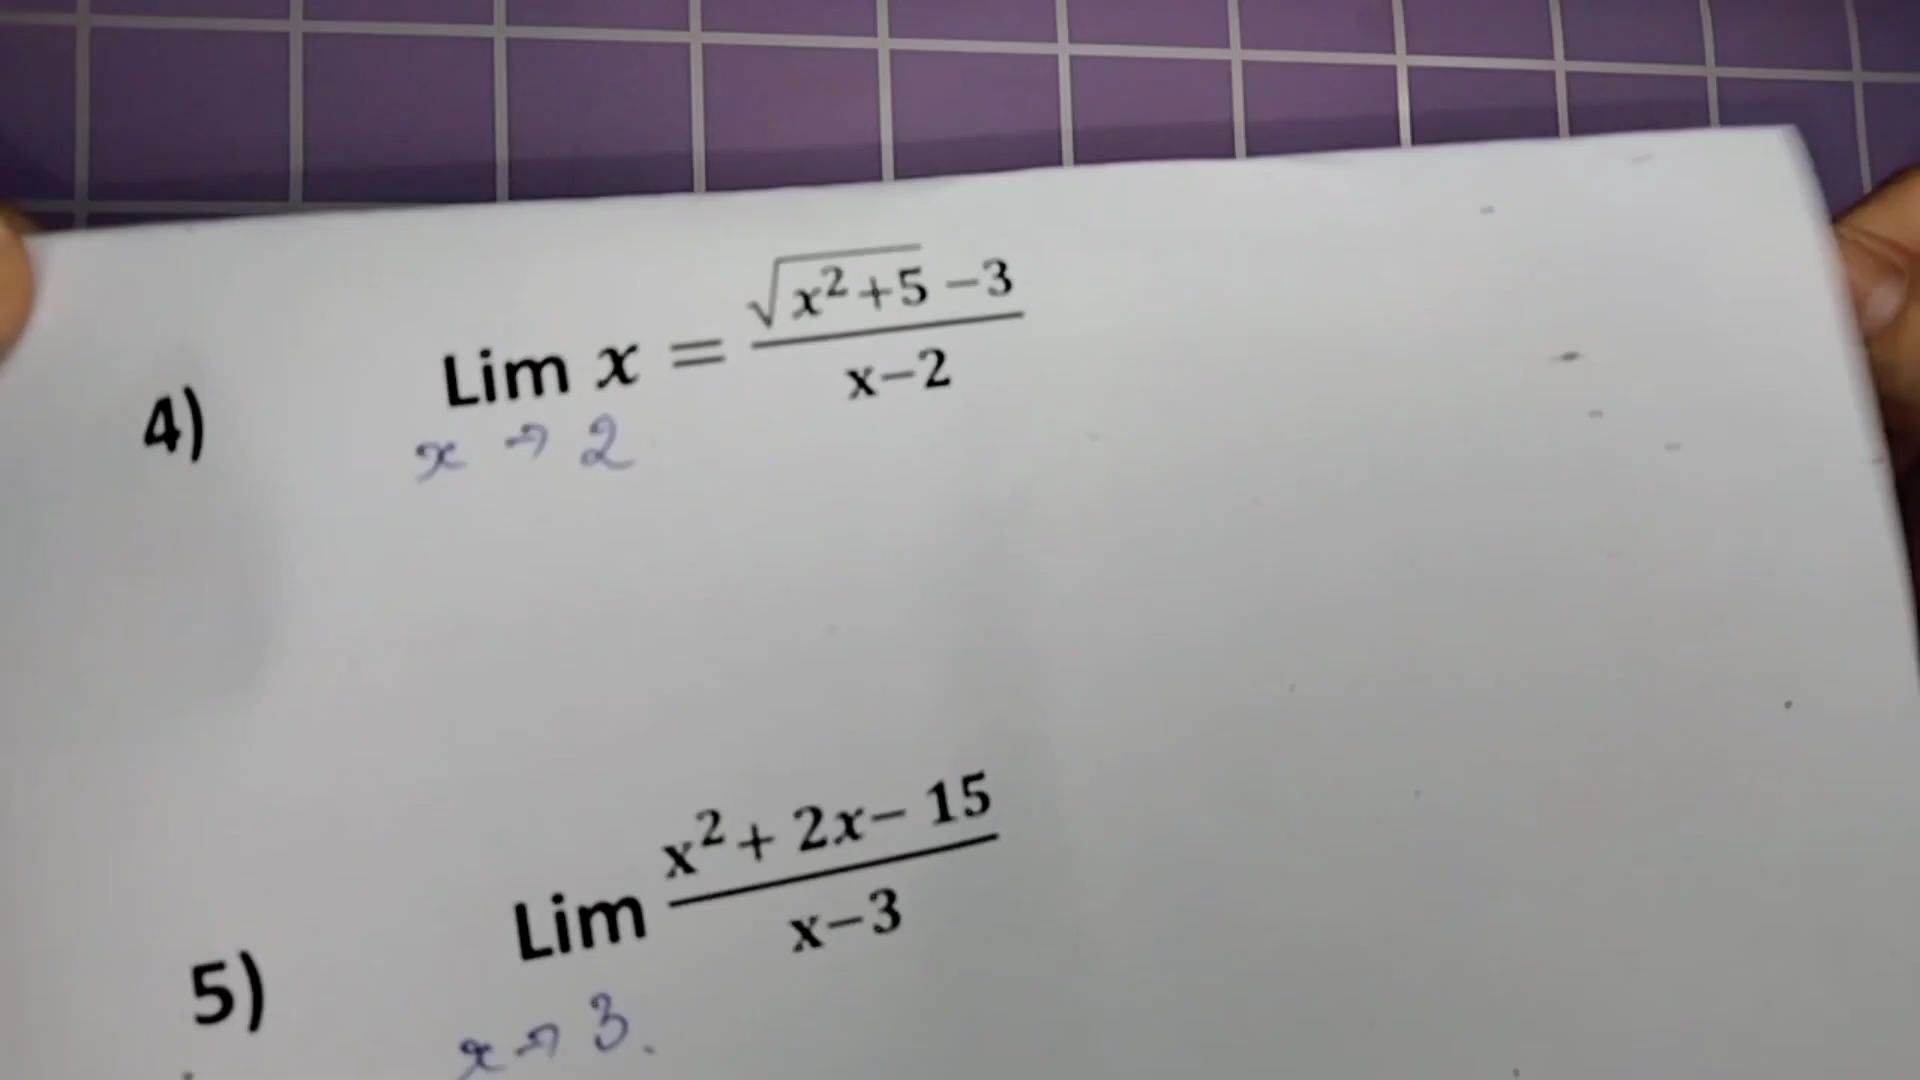 4) Lim x = √x²+5 −3 / x−2
x → 2
5) Lim x²+ 2x− 15 / x−3
x → 3.